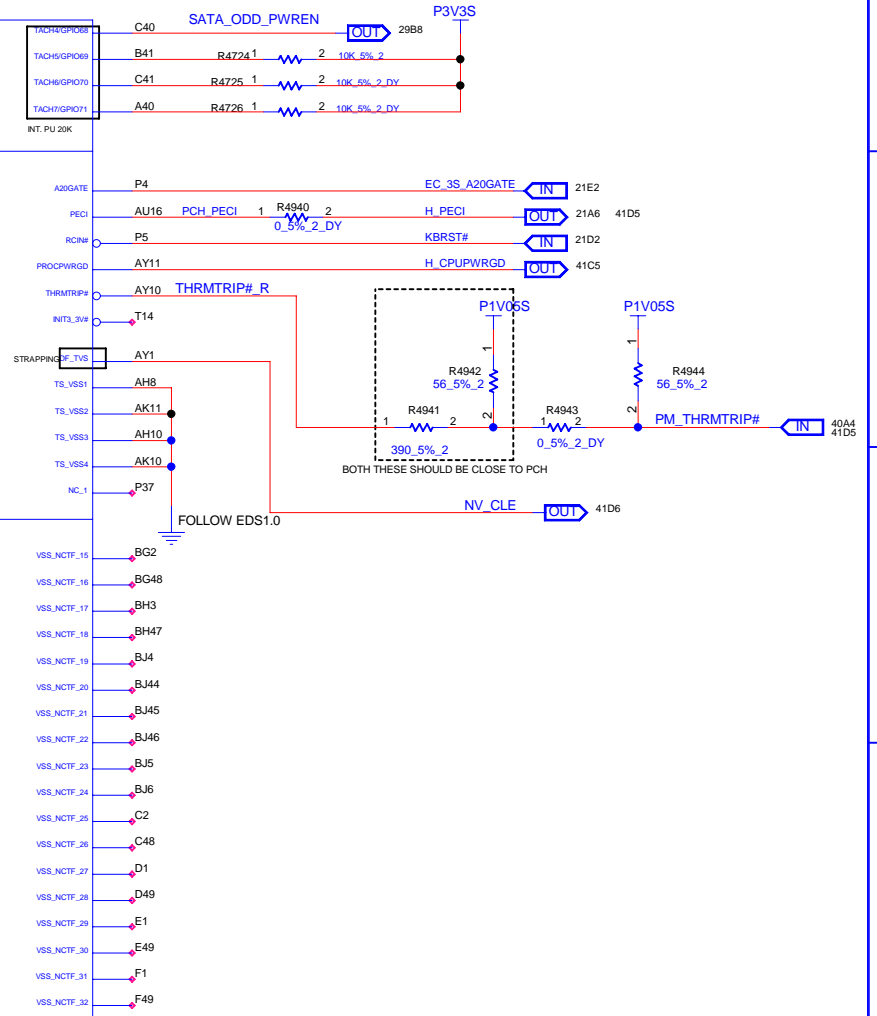 P3V3S
TACH4/GPIO68 C40 SATA_ODD_PWREN OUT 29B8
TACH5/GPIO69 B41 R4724 1 2 10K_5%_2
TACH6/GPIO70 C41 R4725 1 2 10K_5%_2_DY
TACH7/GPIO71 A40 R4726 1 2 10K_5%_2_DY
INT. PU 20K
A20GATE P4 EC_3S_A20GATE IN 21E2
PECI AU16 PCH_PECI 1 R4940 2 H_PECI OUT 21A6 41D5
0_5%_2_DY
RCIN# P5 KBRST# IN 21D2
PROCPWRGD AY11 H_CPUPWRGD OUT 41C5
THRMTRIP# AY10 THRMTRIP#_R
P1V05S P1V05S
INIT3_3V# T14
1 1
STRAPPING DF_TVS AY1
R4942 R4944
56_5%_2 56_5%_2
TS_VSS1 AH8
2 2
TS_VSS2 AK11
R4941 R4943
1 2 1 2 PM_THRMTRIP# IN 40A4
41D5
390_5%_2 0_5%_2_DY
TS_VSS3 AH10
TS_VSS4 AK10
BOTH THESE SHOULD BE CLOSE TO PCH
NC_1 P37
NV_CLE OUT 41D6
FOLLOW EDS1.0
VSS_NCTF_15 BG2
VSS_NCTF_16 BG48
VSS_NCTF_17 BH3
VSS_NCTF_18 BH47
VSS_NCTF_19 BJ4
VSS_NCTF_20 BJ44
VSS_NCTF_21 BJ45
VSS_NCTF_22 BJ46
VSS_NCTF_23 BJ5
VSS_NCTF_24 BJ6
VSS_NCTF_25 C2
VSS_NCTF_26 C48
VSS_NCTF_27 D1
VSS_NCTF_28 D49
VSS_NCTF_29 E1
VSS_NCTF_30 E49
VSS_NCTF_31 F1
VSS_NCTF_32 F49